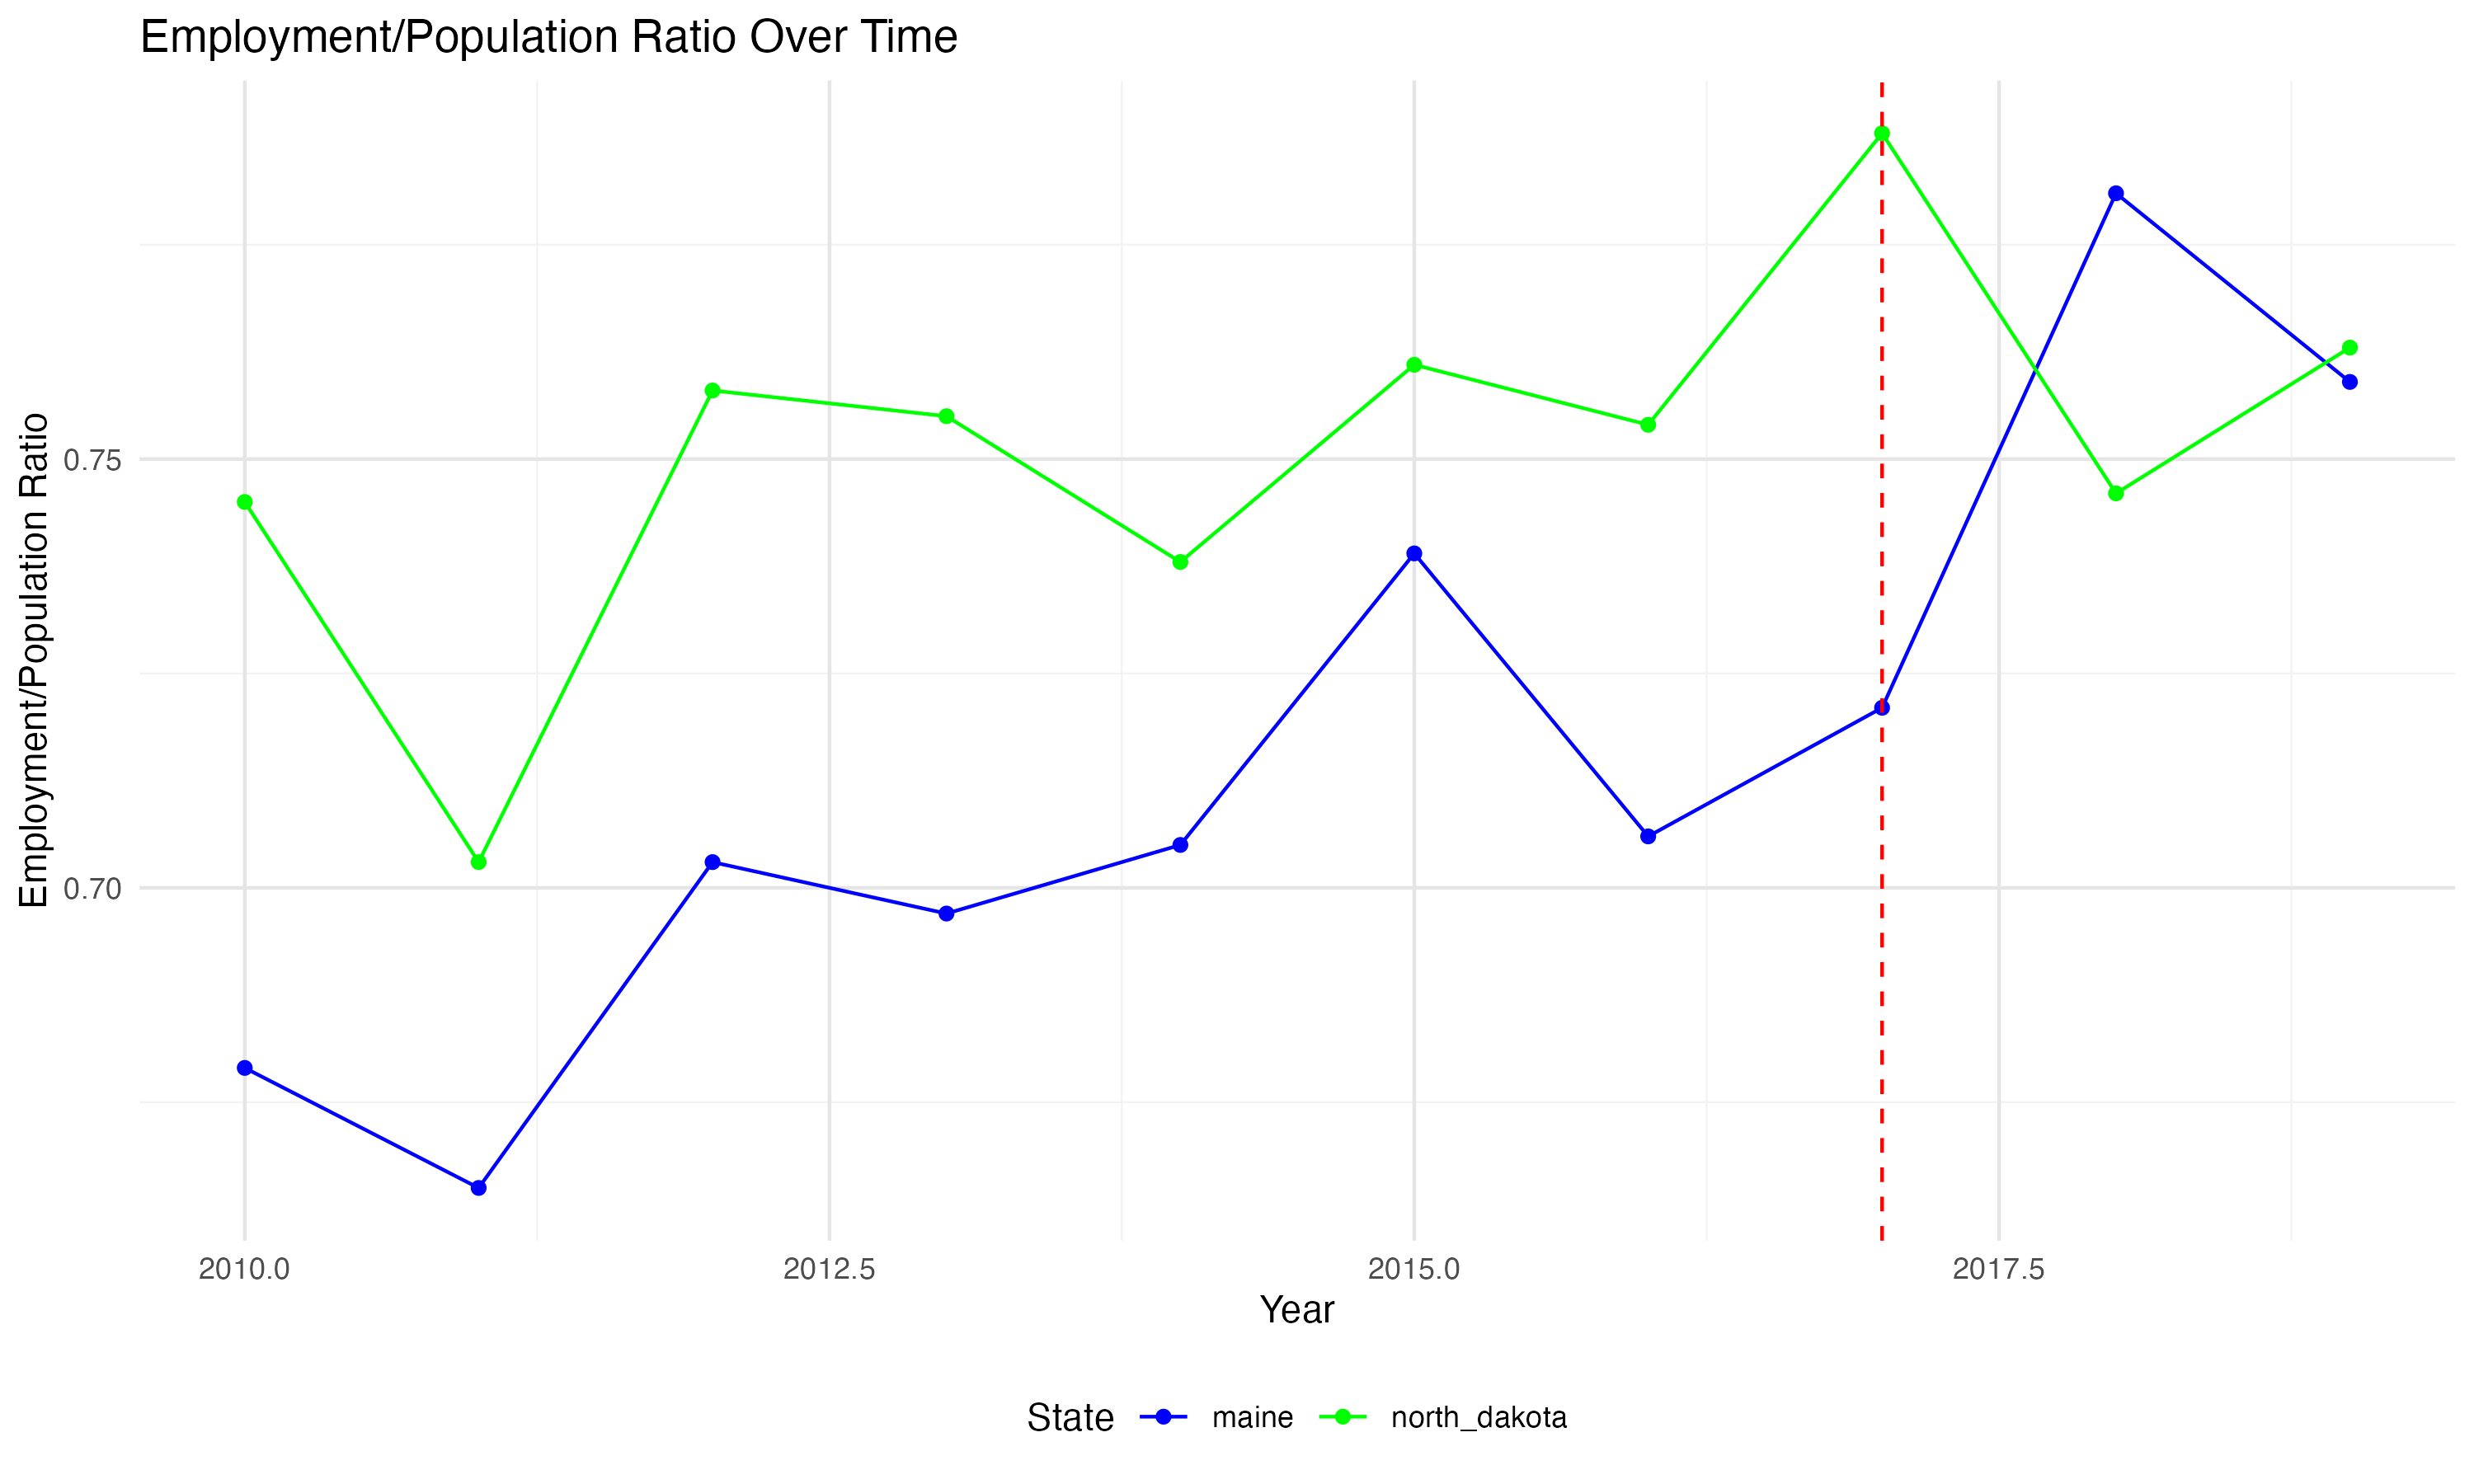 Employment/Population Ratio Over Time
Employment/Population Ratio
0.75
0.70
2010.0 2012.5 2015.0 2017.5
Year
State maine north_dakota